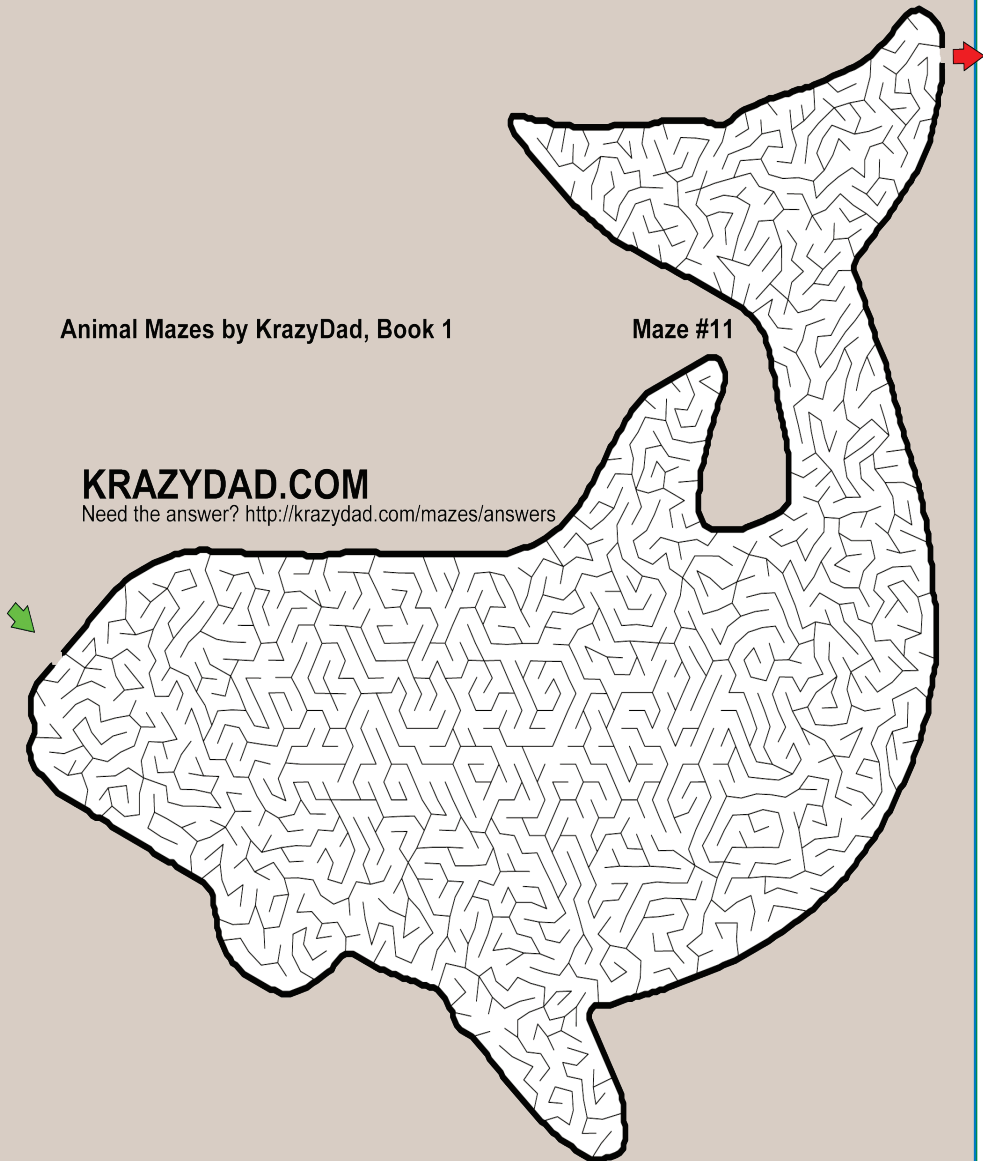 Animal Mazes by KrazyDad, Book 1
Maze #11
KRAZYDAD.COM
Need the answer? http://krazydad.com/mazes/answers